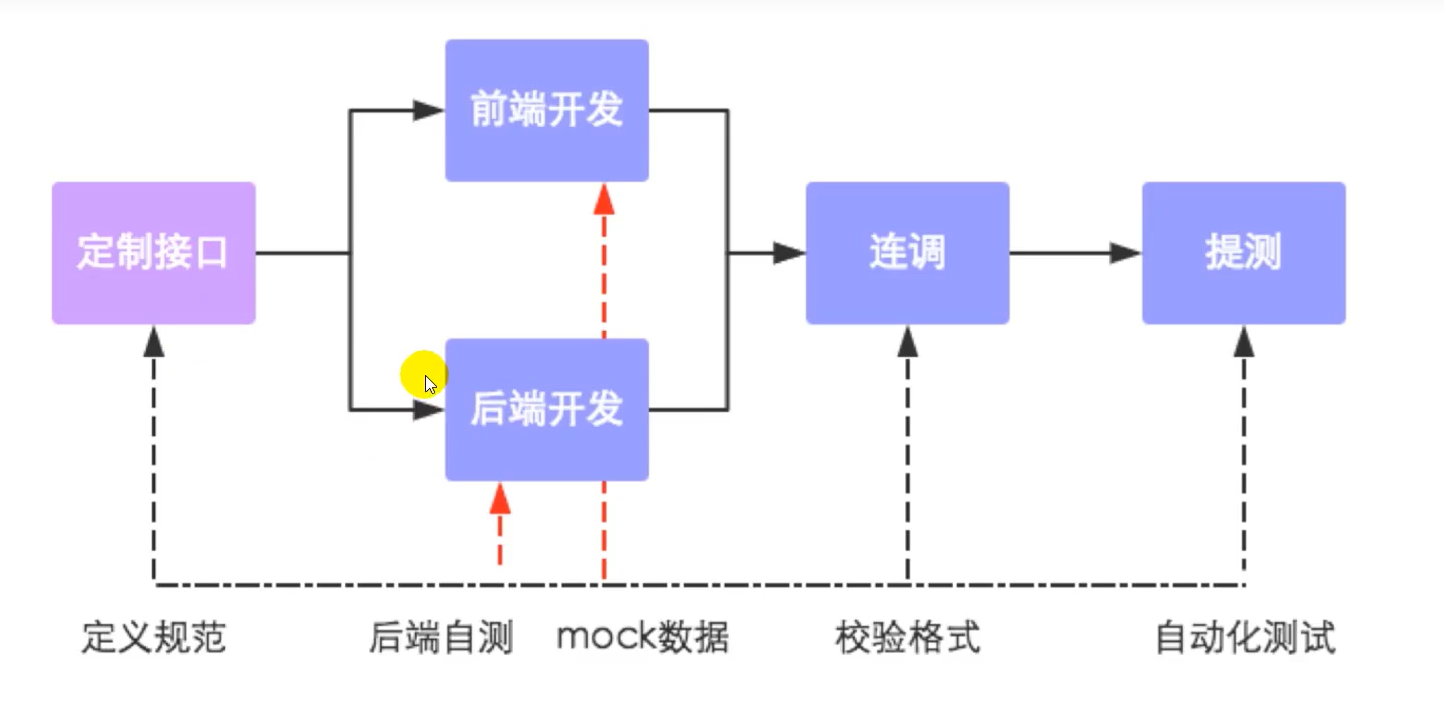 前端开发
定制接口
连调
提测
后端开发
定义规范
后端自测
mock数据
校验格式
自动化测试